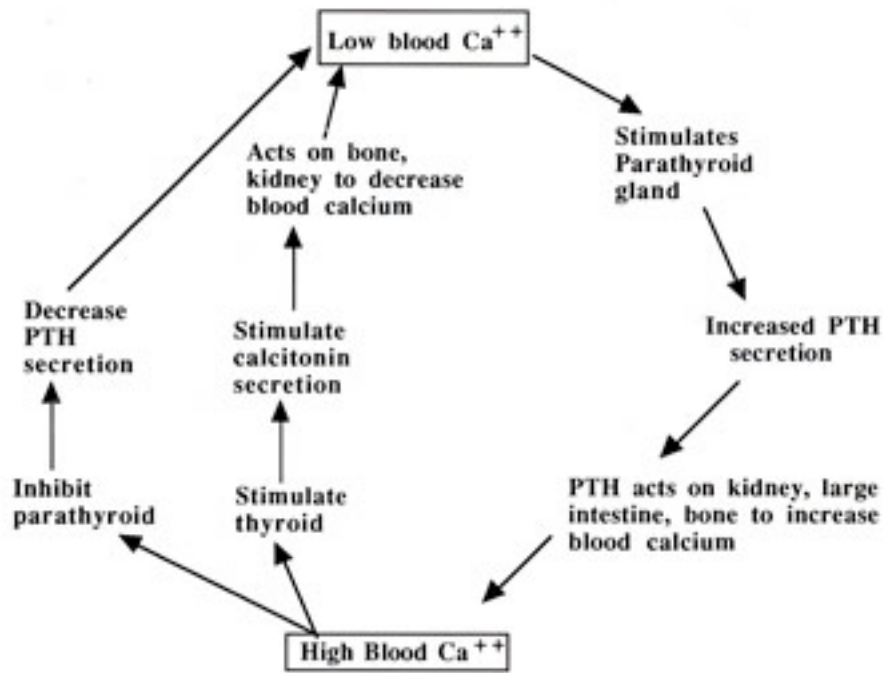 Low blood Ca++
Stimulates
Parathyroid
gland
Increased PTH
secretion
PTH acts on kidney, large
intestine, bone to increase
blood calcium
High Blood Ca++
Stimulate
thyroid
Stimulate
calcitonin
secretion
Acts on bone,
kidney to decrease
blood calcium
Inhibit
parathyroid
Decrease
PTH
secretion